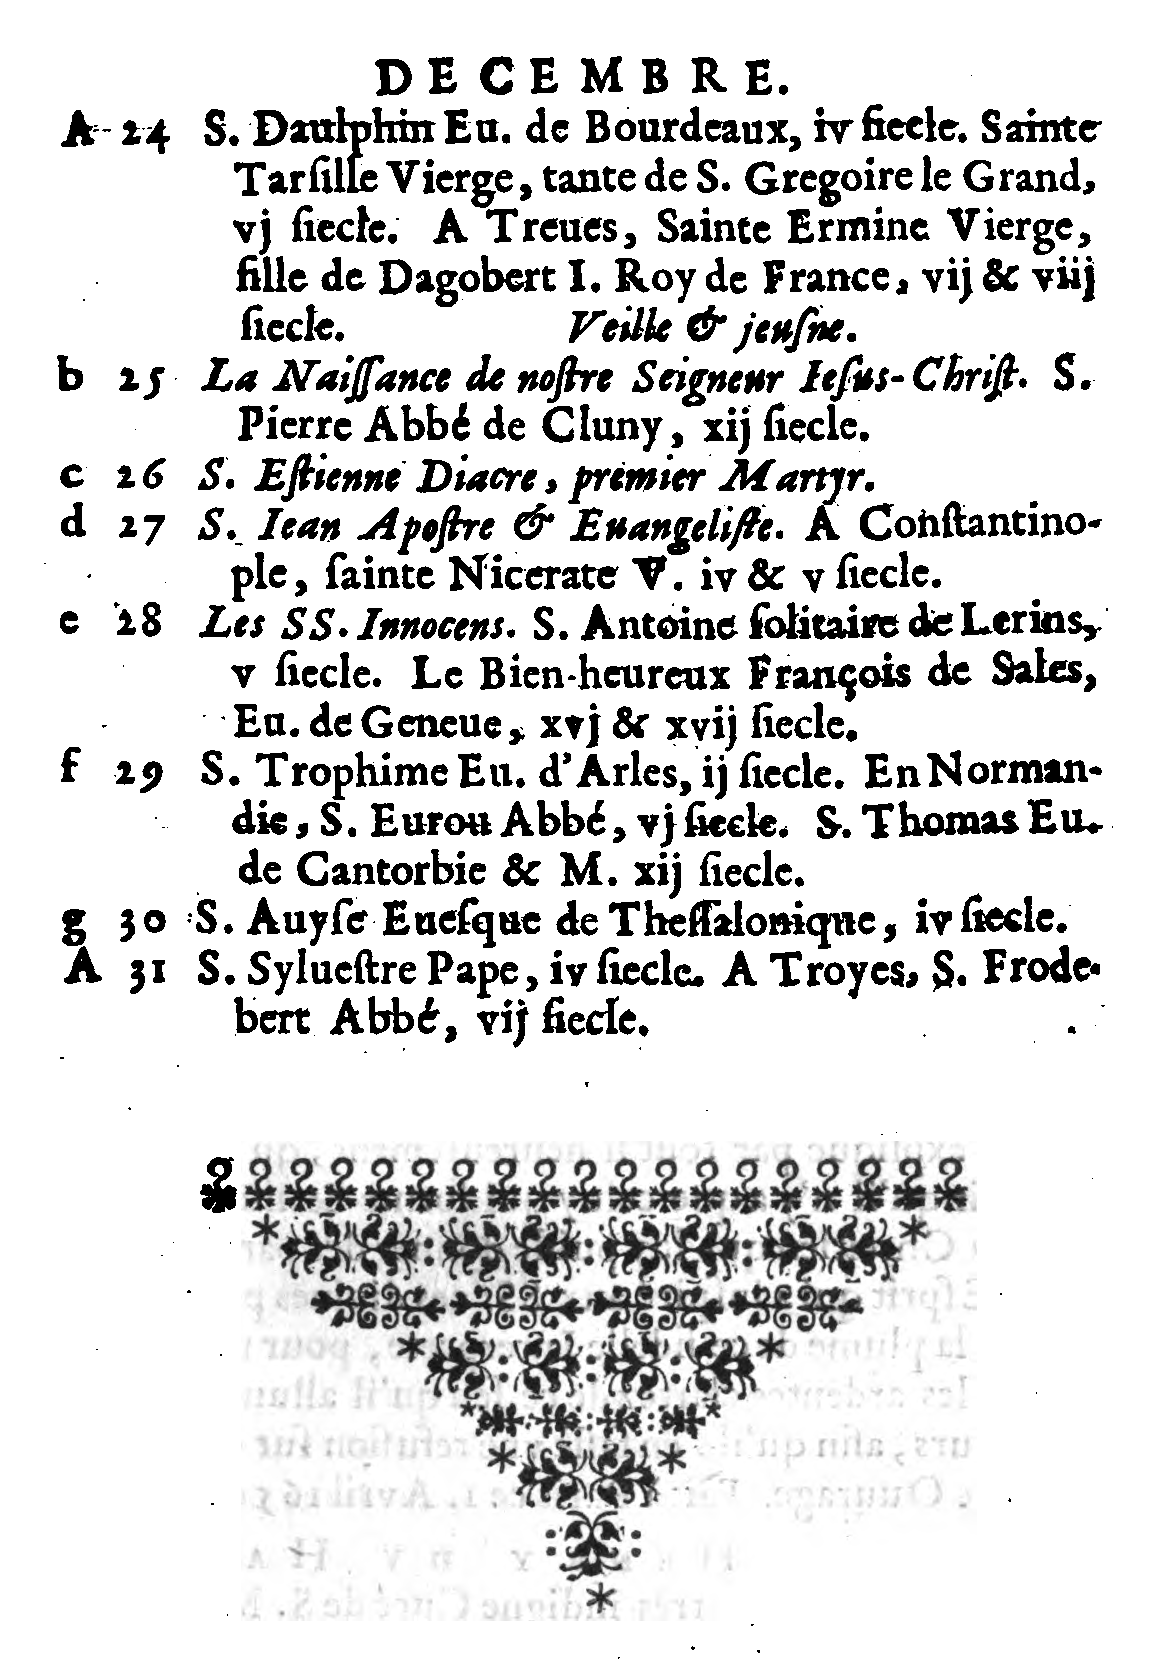 DECEMBRE.
A 24 S. Daulphin Eu. de Bourdeaux, iv ſiecle. Sainte
Tarſille Vierge, tante de S. Gregoire le Grand,
vj ſiecle. A Treues, Sainte Ermine Vierge,
fille de Dagobert I. Roy de France, vij & viij
ſiecle. Veille & jeuſne.
b 25 La Naiſſance de noſtre Seigneur Ieſus-Chriſt. S.
Pierre Abbé de Cluny, xij ſiecle.
c 26 S. Eſtienne Diacre, premier Martyr.
d 27 S. Iean Apoſtre & Euangeliſte. A Conſtantino-
ple, ſainte Nicerate V. iv & v ſiecle.
e 28 Les SS. Innocens. S. Antoine ſolitaire de Lerins,
v ſiecle. Le Bien-heureux François de Sales,
Eu. de Geneue, xvj & xvij ſiecle.
f 29 S. Trophime Eu. d'Arles, ij ſiecle. En Norman-
die, S. Eurou Abbé, vj ſiecle. S. Thomas Eu.
de Cantorbie & M. xij ſiecle.
g 30 S. Auyſe Eueſque de Theſſalonique, iv ſiecle.
A 31 S. Sylueſtre Pape, iv ſiecle. A Troyes, S. Frode-
bert Abbé, vij ſiecle.